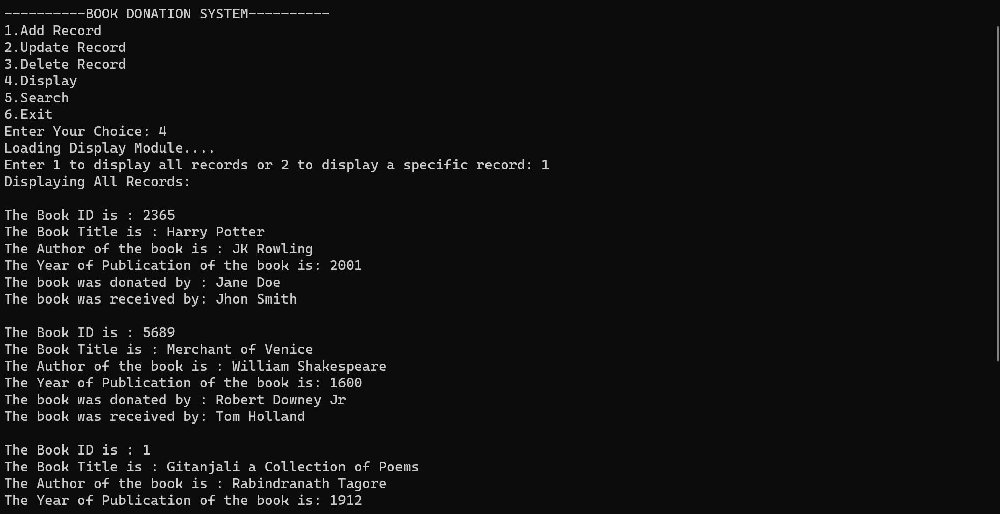 ----------BOOK DONATION SYSTEM----------
1.Add Record
2.Update Record
3.Delete Record
4.Display
5.Search
6.Exit
Enter Your Choice: 4
Loading Display Module....
Enter 1 to display all records or 2 to display a specific record: 1
Displaying All Records:
The Book ID is : 2365
The Book Title is : Harry Potter
The Author of the book is : JK Rowling
The Year of Publication of the book is: 2001
The book was donated by : Jane Doe
The book was received by: Jhon Smith
The Book ID is : 5689
The Book Title is : Merchant of Venice
The Author of the book is : William Shakespeare
The Year of Publication of the book is: 1600
The book was donated by : Robert Downey Jr
The book was received by: Tom Holland
The Book ID is : 1
The Book Title is : Gitanjali a Collection of Poems
The Author of the book is : Rabindranath Tagore
The Year of Publication of the book is: 1912